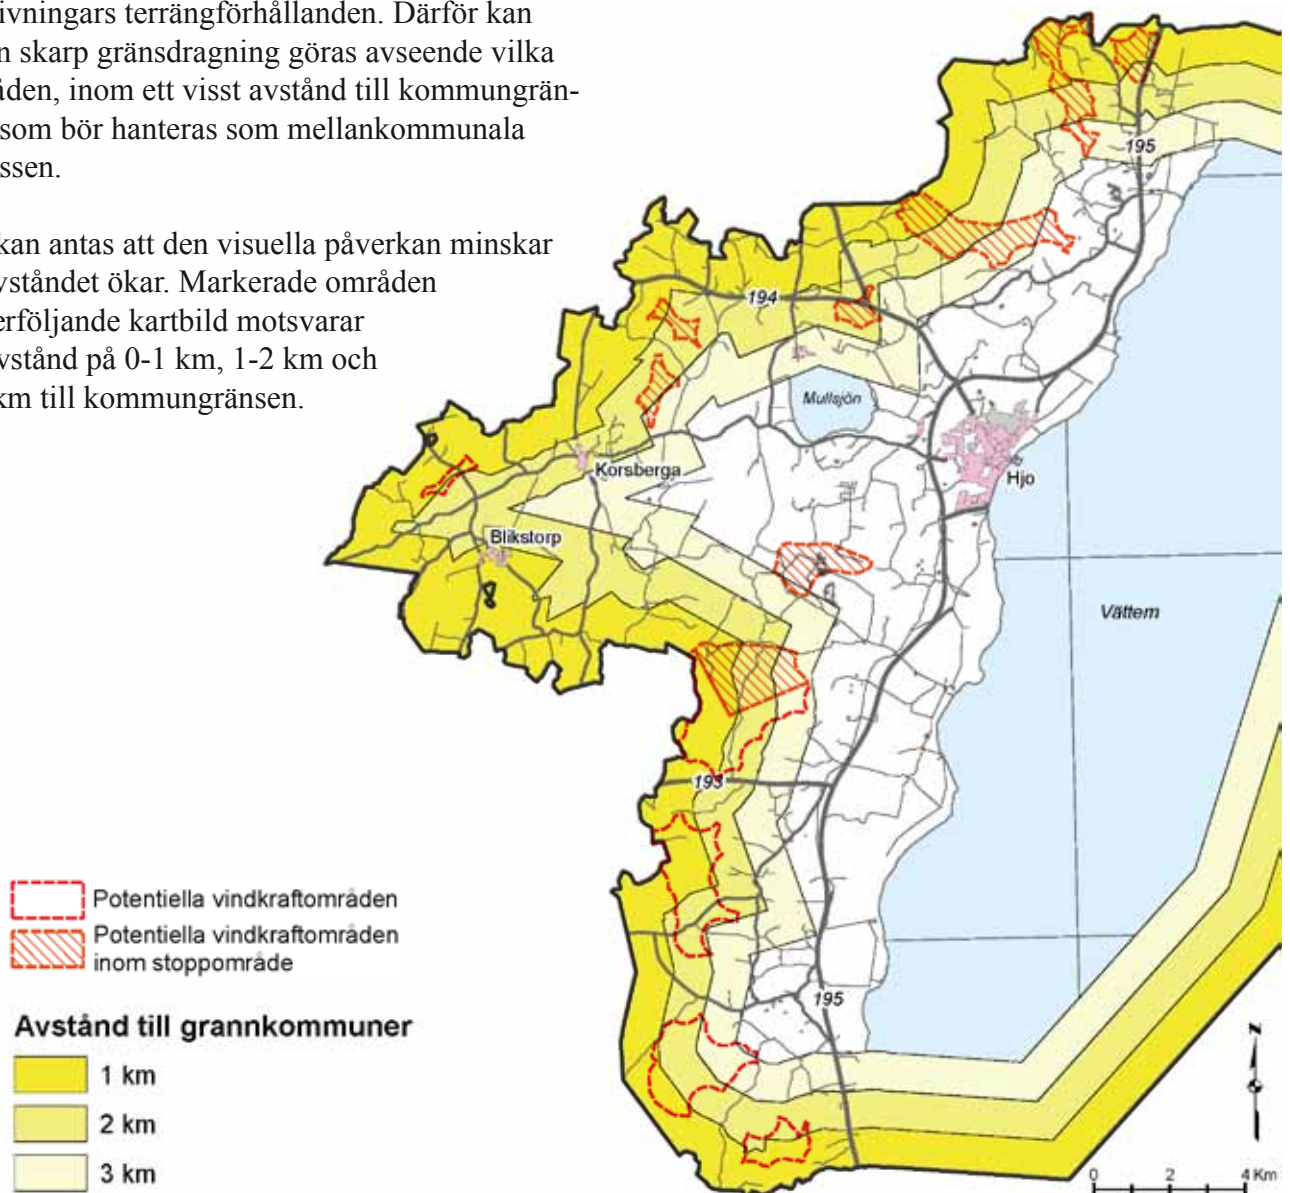 ivningars terrängförhållanden. Därför kan
n skarp gränsdragning göras avseende vilka
åden, inom ett visst avstånd till kommungrän-
som bör hanteras som mellankommunala
ssen.
kan antas att den visuella påverkan minskar
vståndet ökar. Markerade områden
erföljande kartbild motsvarar
vstånd på 0-1 km, 1-2 km och
km till kommungränsen.
195
194
Mullsjön
Korsberga
Hjo
Blikstorp
Vättern
193
195
Potentiella vindkraftområden
Potentiella vindkraftområden
inom stoppområde
Avstånd till grannkommuner
1 km
2 km
3 km
N
0 2 4 Km